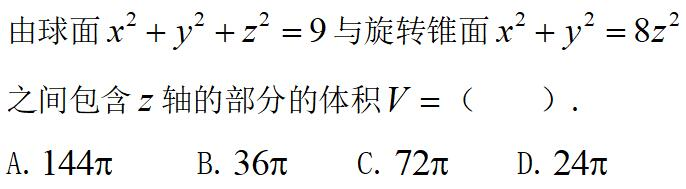 由球面 x² + y² + z² = 9 与旋转锥面 x² + y² = 8z²
之间包含 z 轴的部分的体积 V = （　　）.
A. 144π　　B. 36π　　C. 72π　　D. 24π